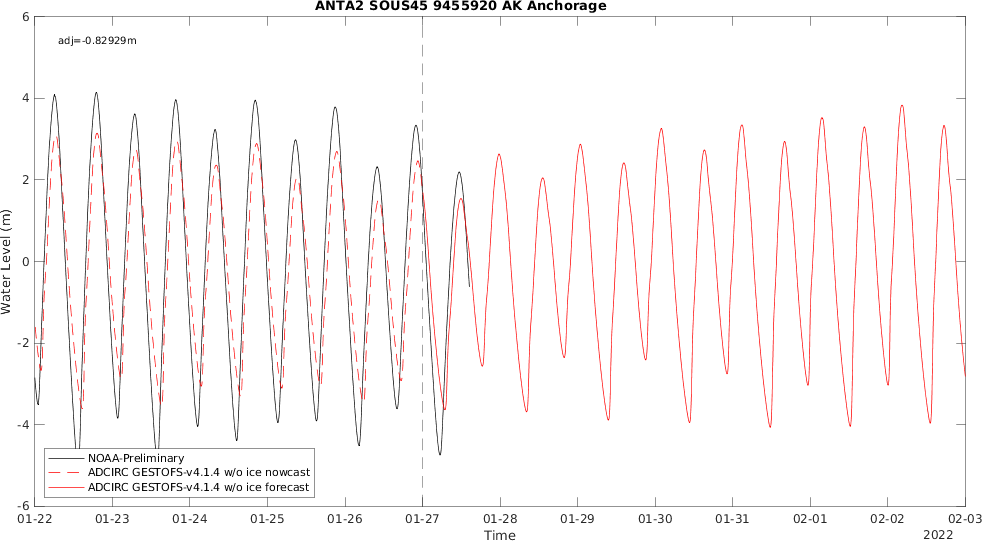 ANTA2 SOUS45 9455920 AK Anchorage
adj=-0.82929m
6
4
2
0
-2
-4
-6
Water Level (m)
NOAA-Preliminary
ADCIRC GESTOFS-v4.1.4 w/o ice nowcast
ADCIRC GESTOFS-v4.1.4 w/o ice forecast
01-22 01-23 01-24 01-25 01-26 01-27 01-28 01-29 01-30 01-31 02-01 02-02 02-03
Time
2022